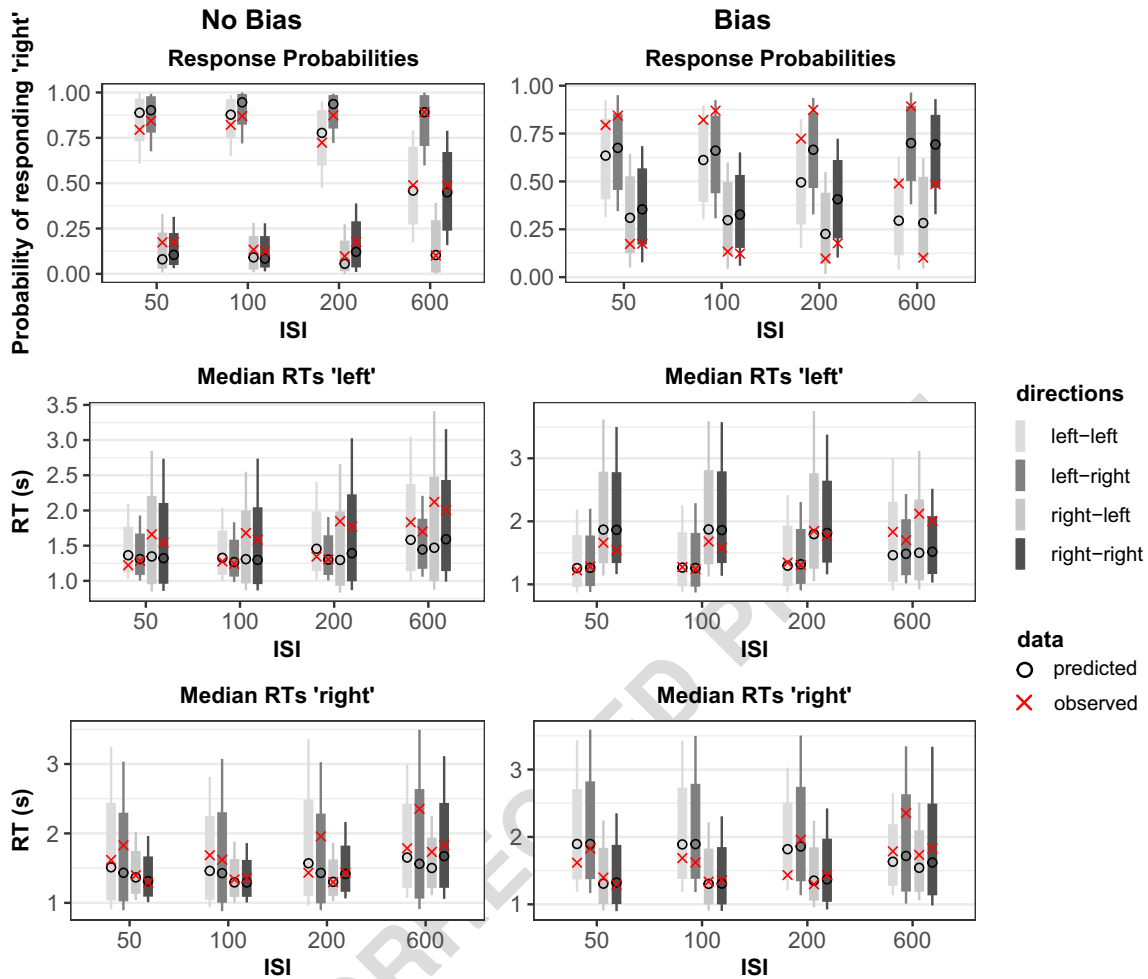 No Bias
Bias
Response Probabilities
Response Probabilities
Probability of responding 'right'
1.00
0.75
0.50
0.25
0.00
50
100
200
600
ISI
1.00
0.75
0.50
0.25
0.00
50
100
200
600
ISI
Median RTs 'left'
Median RTs 'left'
RT (s)
3.5
3.0
2.5
2.0
1.5
1.0
50
100
200
600
ISI
3
2
1
50
100
200
600
ISI
Median RTs 'right'
Median RTs 'right'
RT (s)
3
2
1
50
100
200
600
ISI
3
2
1
50
100
200
600
ISI
directions
left−left
left−right
right−left
right−right
data
predicted
observed